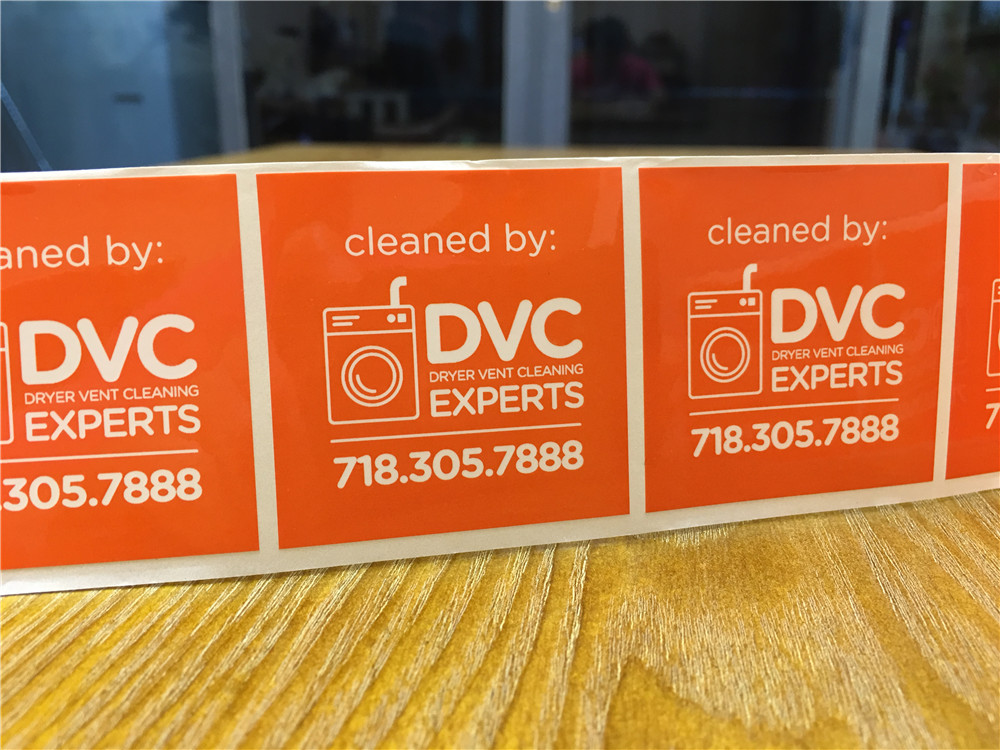 aned by:
DVC
DRYER VENT CLEANING
EXPERTS
.305.7888
cleaned by:
DVC
DRYER VENT CLEANING
EXPERTS
718.305.7888
cleaned by:
DVC
DRYER VENT CLEANING
EXPERTS
718.305.7888
7